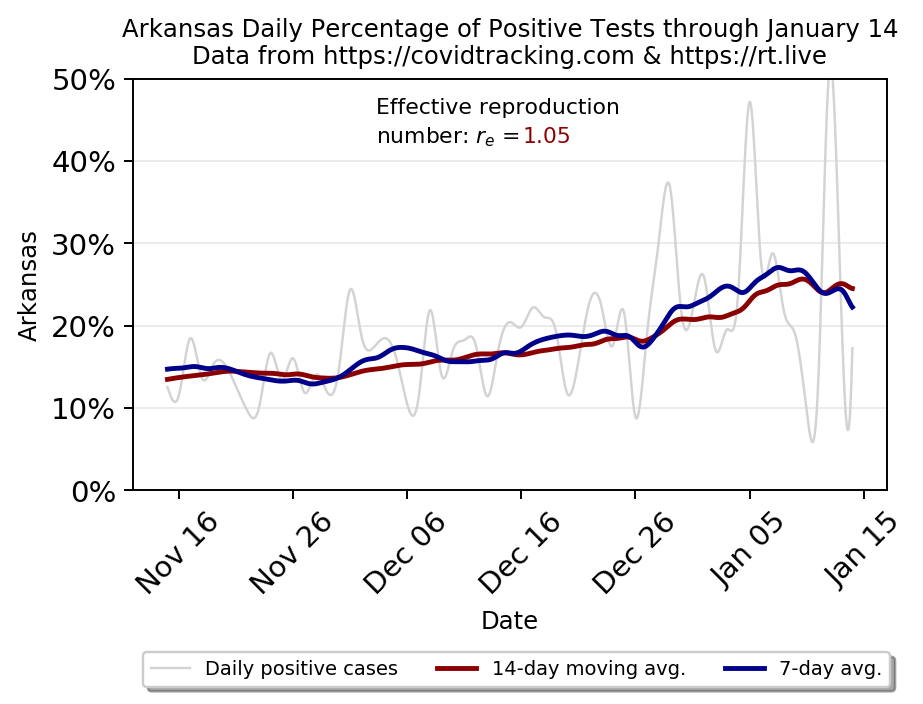 Arkansas Daily Percentage of Positive Tests through January 14
Data from https://covidtracking.com & https://rt.live
50%
Effective reproduction
number: rₑ =1.05
40%
30%
20%
10%
0%
Arkansas
Nov 16
Nov 26
Dec 06
Dec 16
Dec 26
Jan 05
Jan 15
Date
Daily positive cases
14-day moving avg.
7-day avg.